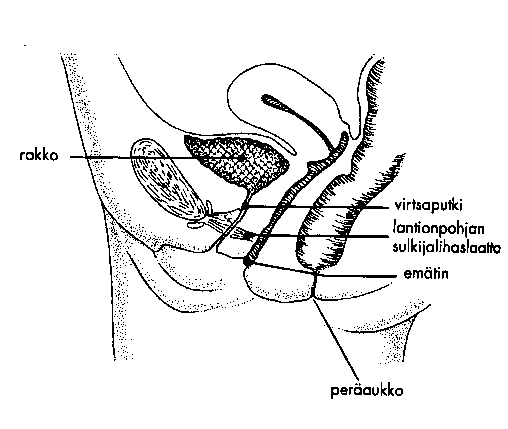 rakko
virtsaputki
lantionpohjan
sulkijalihaslaatta
emätin
peräaukko